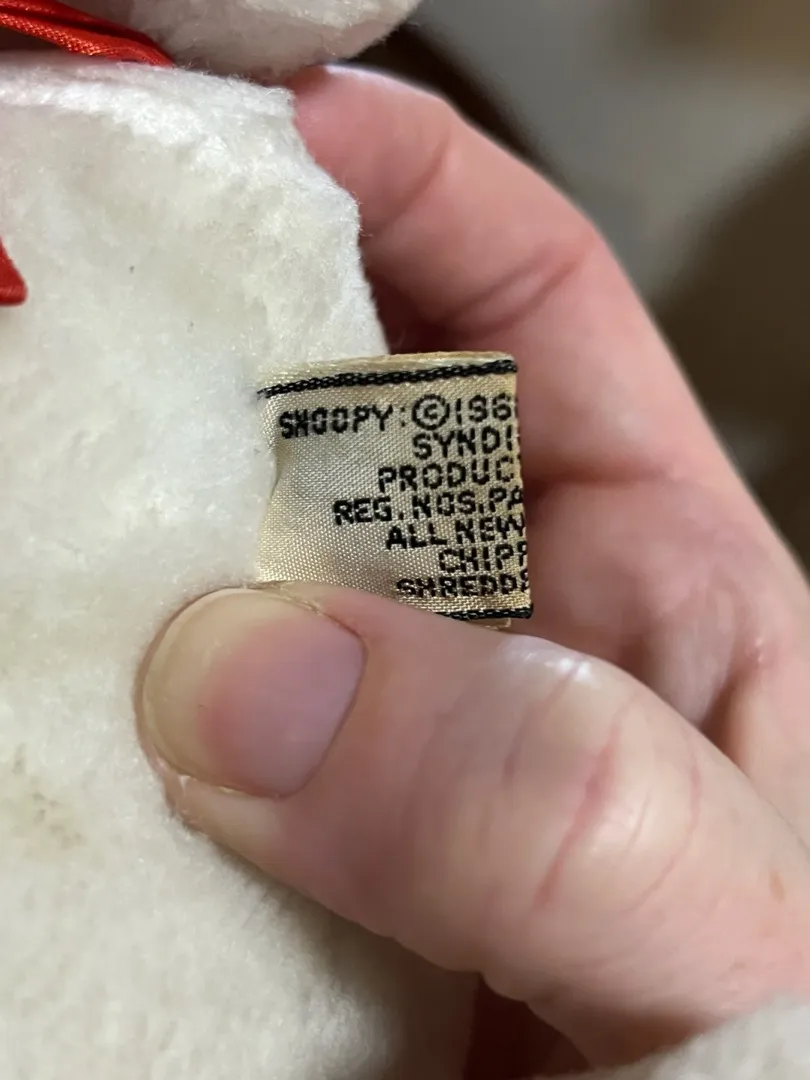 SNOOPY: ©196
SYNDI
PRODUC
REG. NOS. PA
ALL NEW
CHIPP
SHREDD